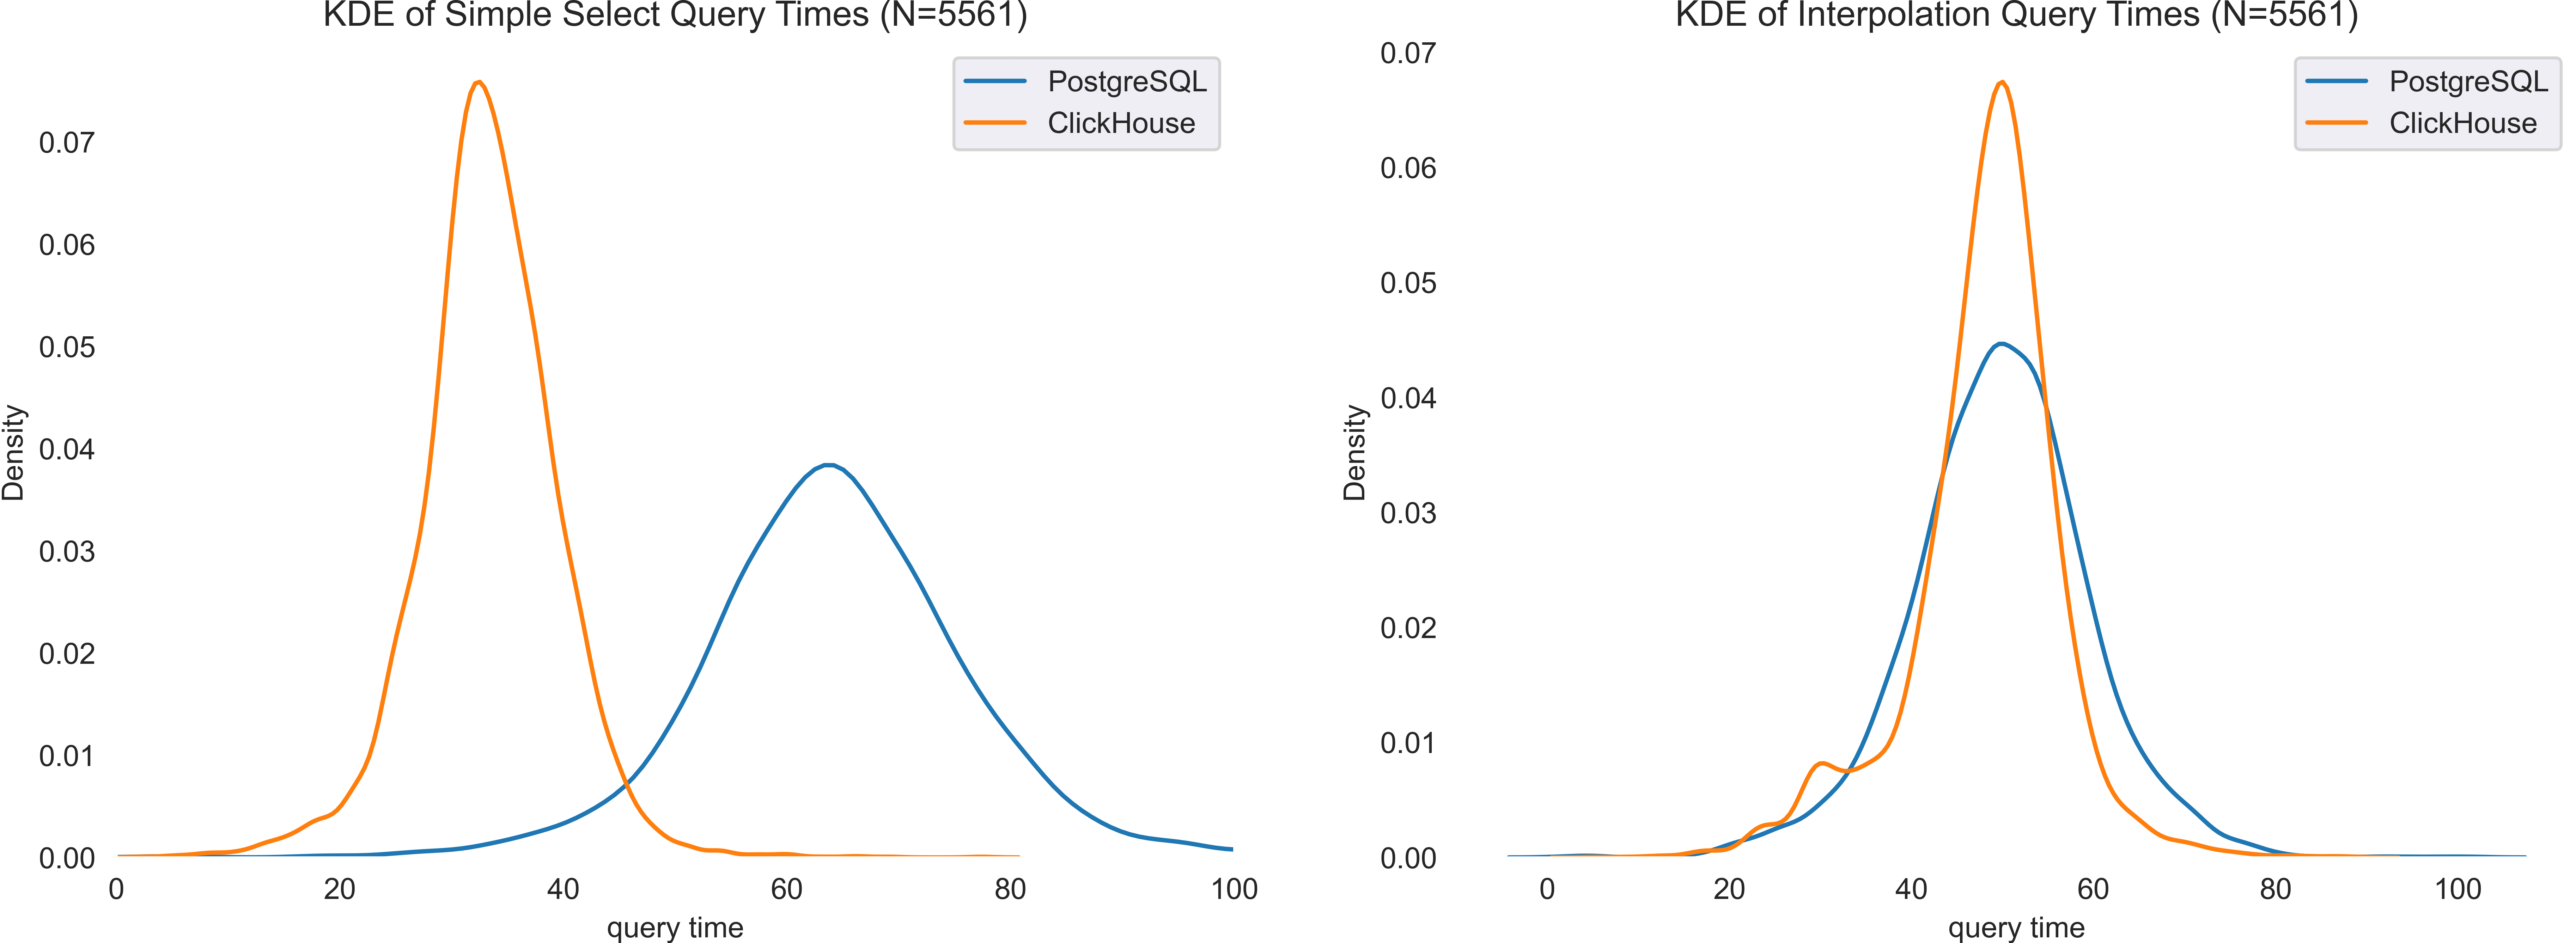 KDE of Simple Select Query Times (N=5561)
PostgreSQL
ClickHouse
0.07
0.06
0.05
0.04
0.03
0.02
0.01
0.00
Density
0 20 40 60 80 100
query time
KDE of Interpolation Query Times (N=5561)
PostgreSQL
ClickHouse
0.07
0.06
0.05
0.04
0.03
0.02
0.01
0.00
Density
0 20 40 60 80 100
query time